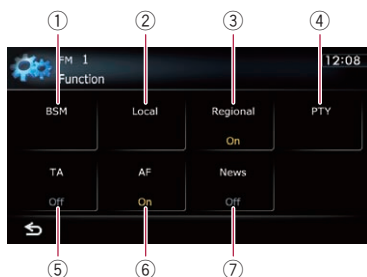 ① ② ③ ④
FM 1
12:08
Function
BSM Local Regional PTY
On
TA AF News
Off On Off
⑤ ⑥ ⑦